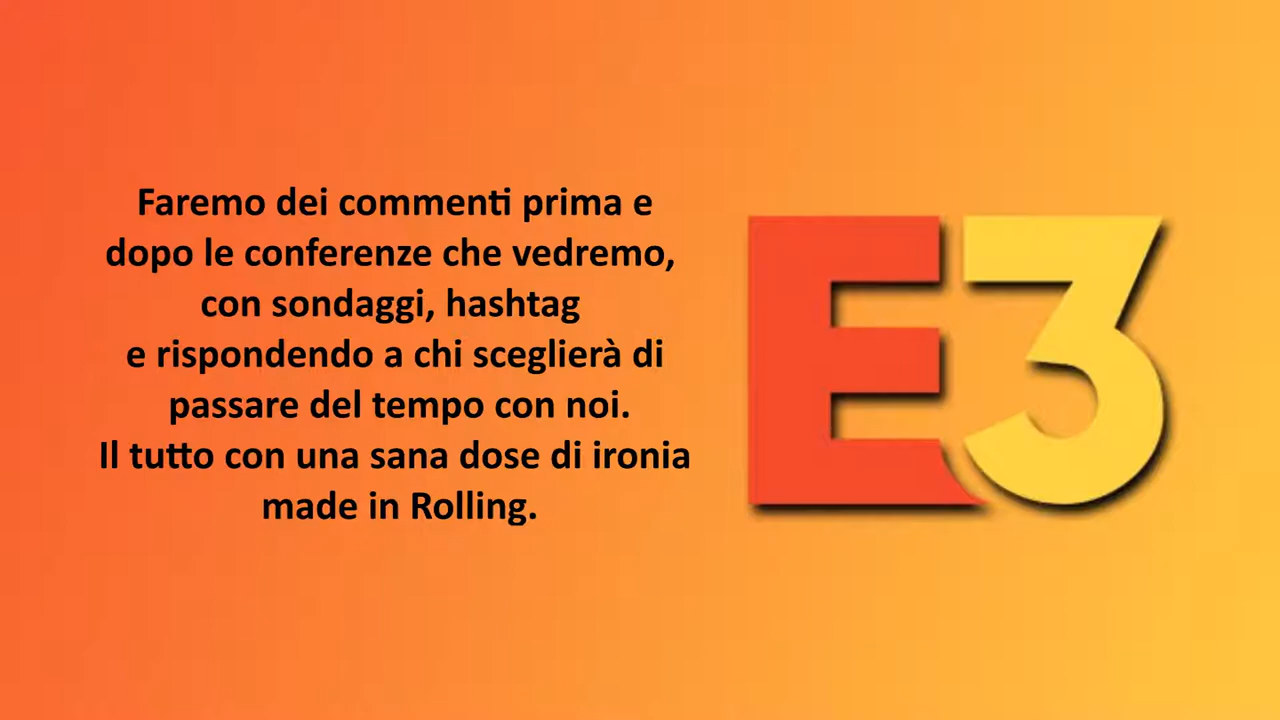 Faremo dei commenti prima e
dopo le conferenze che vedremo,
con sondaggi, hashtag
e rispondendo a chi sceglierà di
passare del tempo con noi.
Il tutto con una sana dose di ironia
made in Rolling.
E3